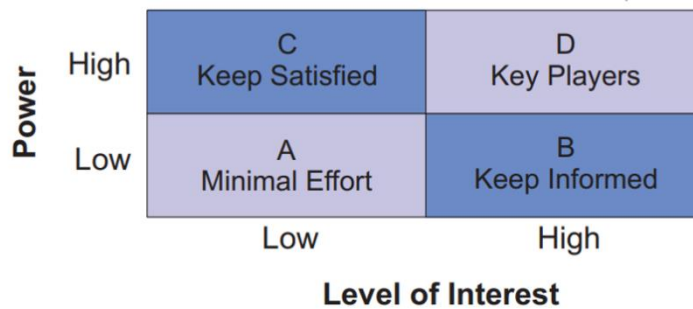 Power
High
C
Keep Satisfied
D
Key Players
Low
A
Minimal Effort
B
Keep Informed
Low
High
Level of Interest